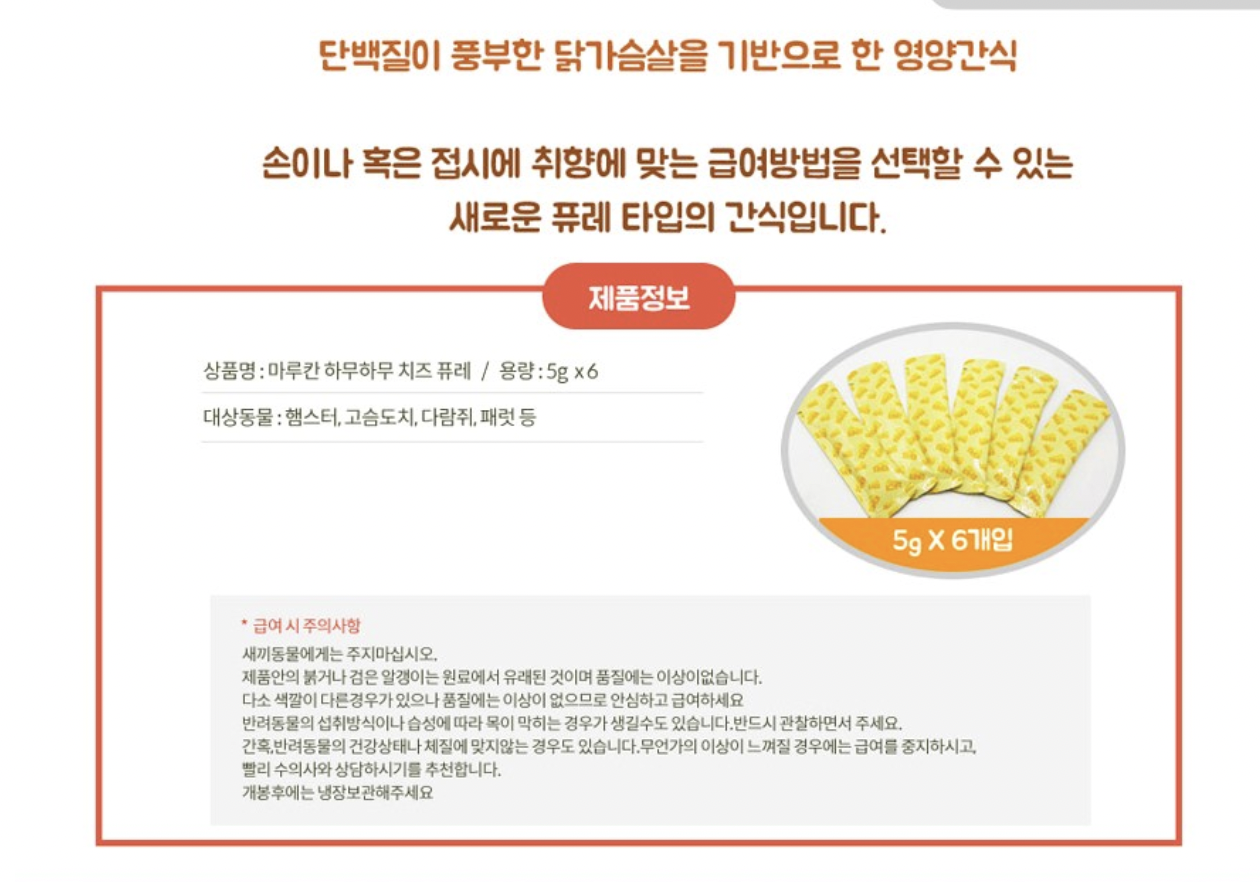 단백질이 풍부한 닭가슴살을 기반으로 한 영양간식
손이나 혹은 접시에 취향에 맞는 급여방법을 선택할 수 있는
새로운 퓨레 타입의 간식입니다.
제품정보
상품명 : 마루칸 하무하무 치즈 퓨레 / 용량 : 5g x 6
대상동물 : 햄스터, 고슴도치, 다람쥐, 패럿 등
5g X 6개입
* 급여 시 주의사항
새끼동물에게는 주지마십시오.
제품안의 붉거나 검은 알갱이는 원료에서 유래된 것이며 품질에는 이상이없습니다.
다소 색깔이 다른경우가 있으나 품질에는 이상이 없으므로 안심하고 급여하세요
반려동물의 섭취방식이나 습성에 따라 목이 막히는 경우가 생길수도 있습니다.반드시 관찰하면서 주세요.
간혹,반려동물의 건강상태나 체질에 맞지않는 경우도 있습니다.무언가의 이상이 느껴질 경우에는 급여를 중지하시고,
빨리 수의사와 상담하시기를 추천합니다.
개봉후에는 냉장보관해주세요